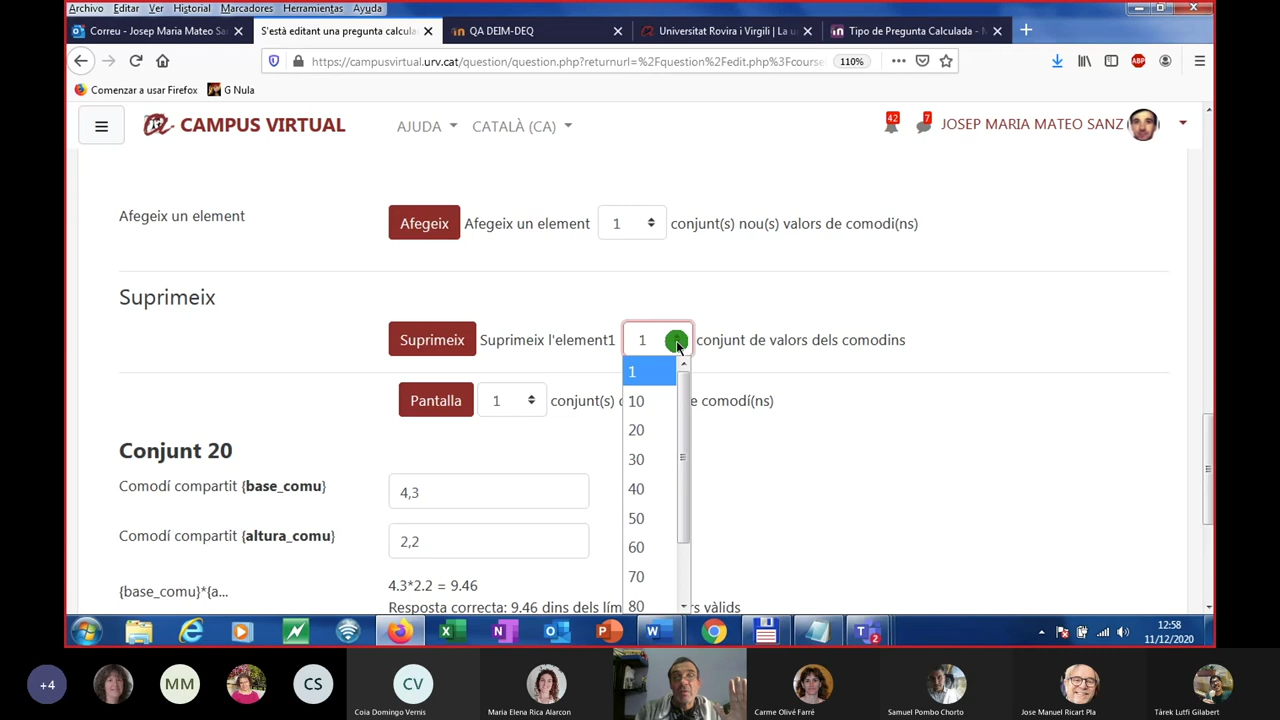 Archivo Editar Ver Historial Marcadores Herramientas Ayuda
Correu - Josep Maria Mateo Sa
S'està editant una pregunta calcula
QA DEIM-DEQ
Universitat Rovira i Virgili | La u
Tipo de Pregunta Calculada - M
https://campusvirtual.urv.cat/question/question.php?returnurl=%2Fquestion%2Fedit.php%3Fcourse
110%
Comenzar a usar Firefox G Nula
CAMPUS VIRTUAL AJUDA CATALÀ (CA) 42 7 JOSEP MARIA MATEO SANZ
Afegeix un element Afegeix Afegeix un element 1 conjunt(s) nou(s) valors de comodi(ns)
Suprimeix
Suprimeix Suprimeix l'element1 1 conjunt de valors dels comodins
1
Pantalla 1 conjunt(s) e comodí(ns)
10
20
30
40
50
60
70
80
Conjunt 20
Comodí compartit {base_comu} 4,3
Comodí compartit {altura_comu} 2,2
{base_comu}*{a... 4.3*2.2 = 9.46
Resposta correcta: 9.46 dins dels lím rs vàlids
12:58
11/12/2020
+4 MM CS CV
Coia Domingo Vernis
Maria Elena Rica Alarcon
Carme Olivé Farré
Samuel Pombo Chorto
Jose Manuel Ricart Pla
Tárek Lutfi Gilabert